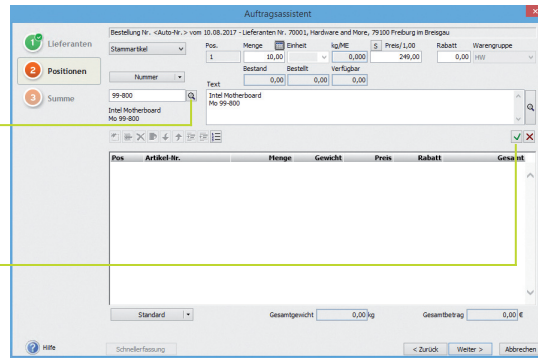 Auftragsassistent
Bestellung Nr. <Auto-Nr.> vom 10.08.2017 - Lieferanten Nr. 70001, Hardware and More, 79100 Freiburg im Breisgau
1 Lieferanten
2 Positionen
3 Summe
Stammartikel
Pos. Menge Einheit kg/ME S Preis/1,00 Rabatt Warengruppe
1 10,00 0,000 249,00 0,00 HW
Nummer
Bestand Bestellt Verfügbar
0,00 0,00 0,00
Text
99-800
Intel Motherboard
Mo 99-800
Intel Motherboard
Mo 99-800
Pos Artikel-Nr. Menge Gewicht Preis Rabatt Gesamt
Standard Gesamtgewicht 0,00 kg Gesamtbetrag 0,00 €
Hilfe Schnellerfassung < Zurück Weiter > Abbrechen